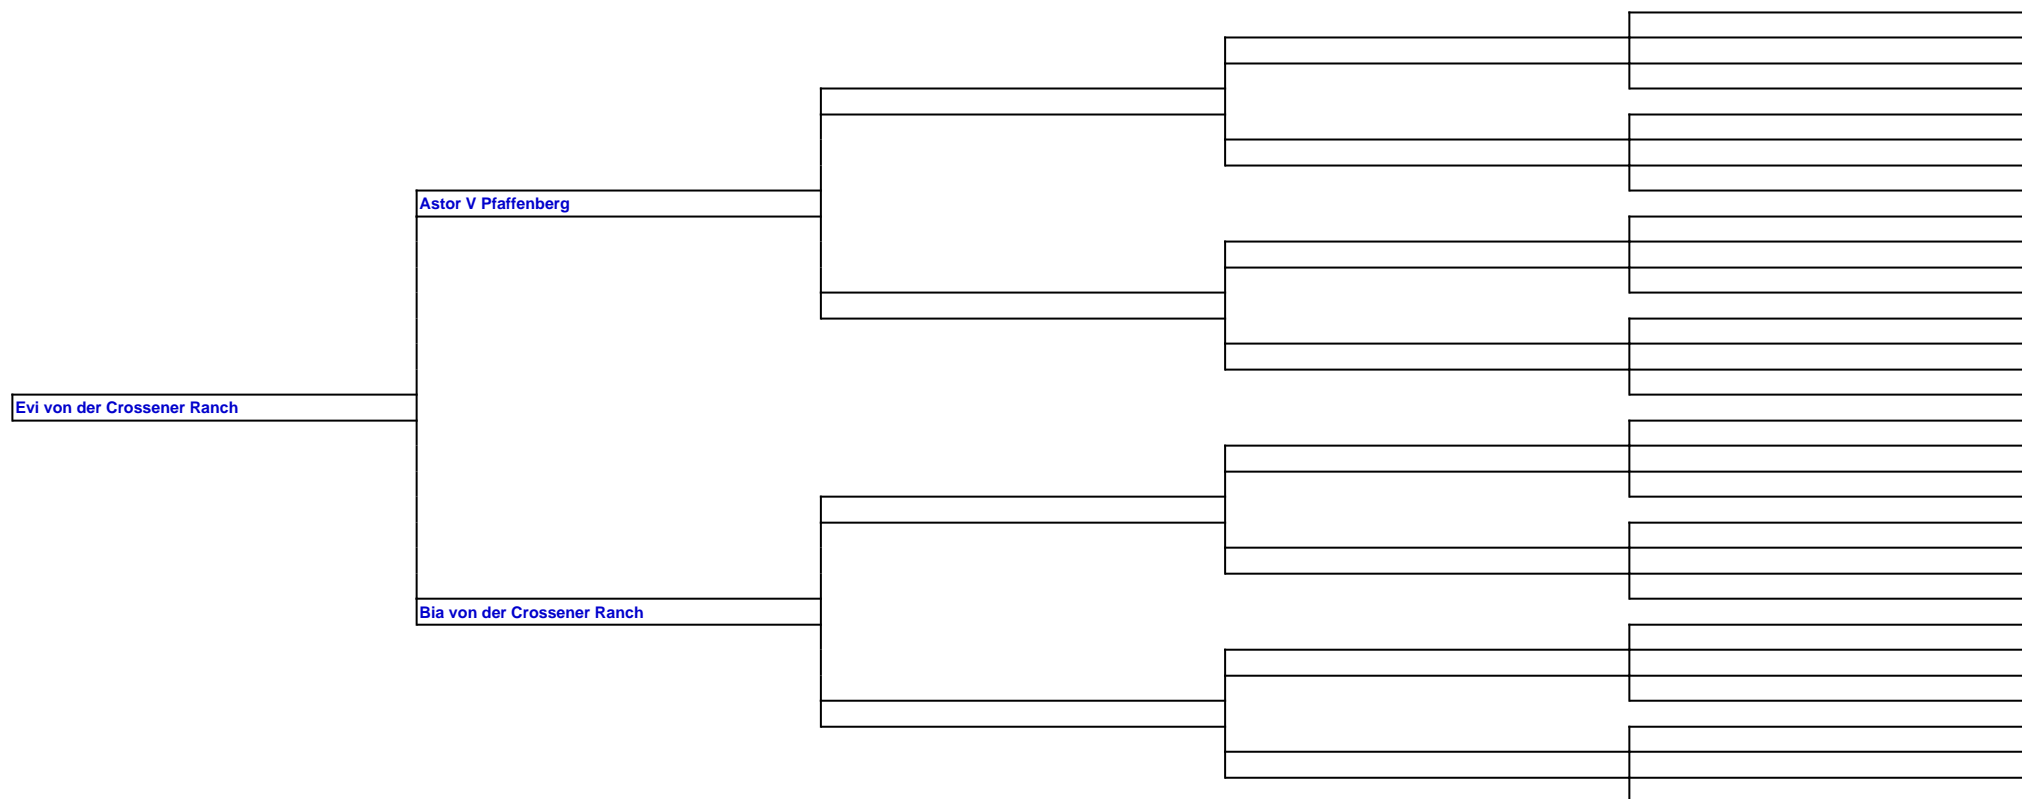 Astor V Pfaffenberg
Evi von der Crossener Ranch
Bia von der Crossener Ranch